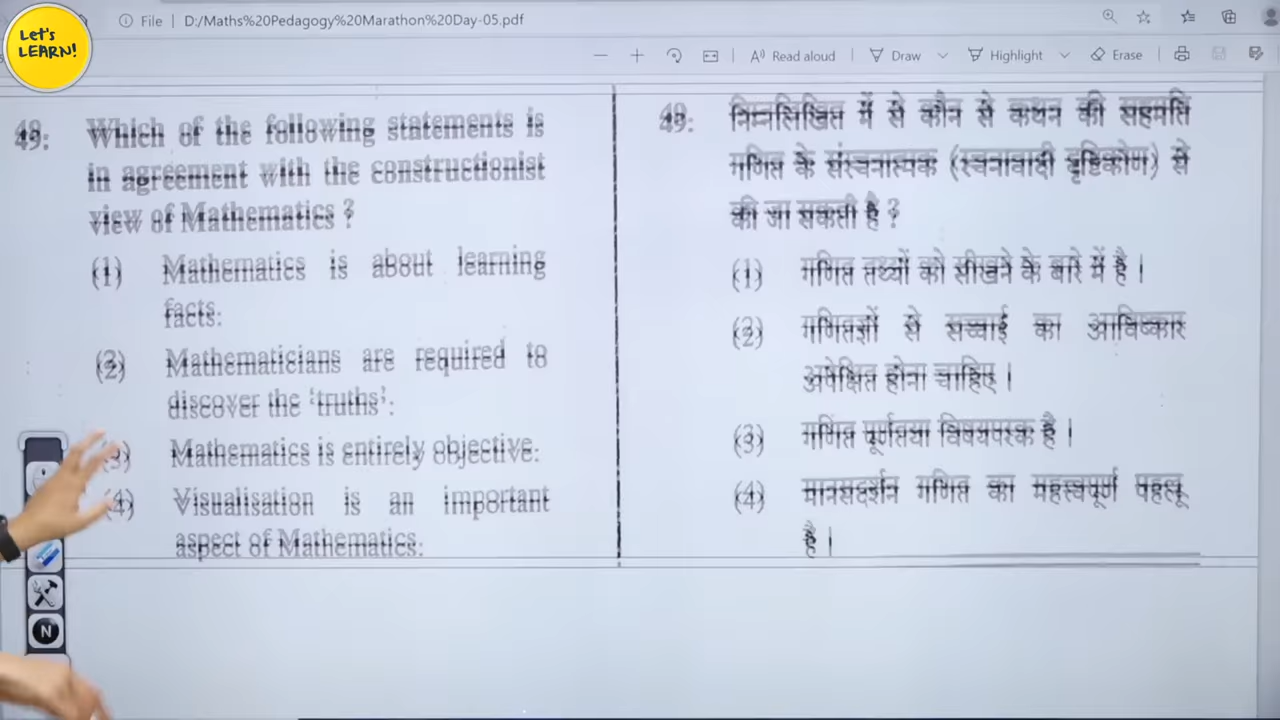 Let's
LEARN!
File D:/Maths%20Pedagogy%20Marathon%20Day-05.pdf
Read aloud Draw Highlight Erase
49. Which of the following statements is
in agreement with the constructionist
view of Mathematics ?
(1) Mathematics is about learning
facts.
(2) Mathematicians are required to
discover the 'truths'.
(3) Mathematics is entirely objective.
(4) Visualisation is an important
aspect of Mathematics.
49. निम्नलिखित में से कौन से कथन की सहमति
गणित के संरचनात्मक (रचनावादी दृष्टिकोण) से
की जा सकती है ?
(1) गणित तथ्यों को सीखने के बारे में है ।
(2) गणितज्ञों से सच्चाई का आविष्कार
अपेक्षित होना चाहिए ।
(3) गणित पूर्णतया विषयपरक है ।
(4) मानसदर्शन गणित का महत्त्वपूर्ण पहलू
है ।
N